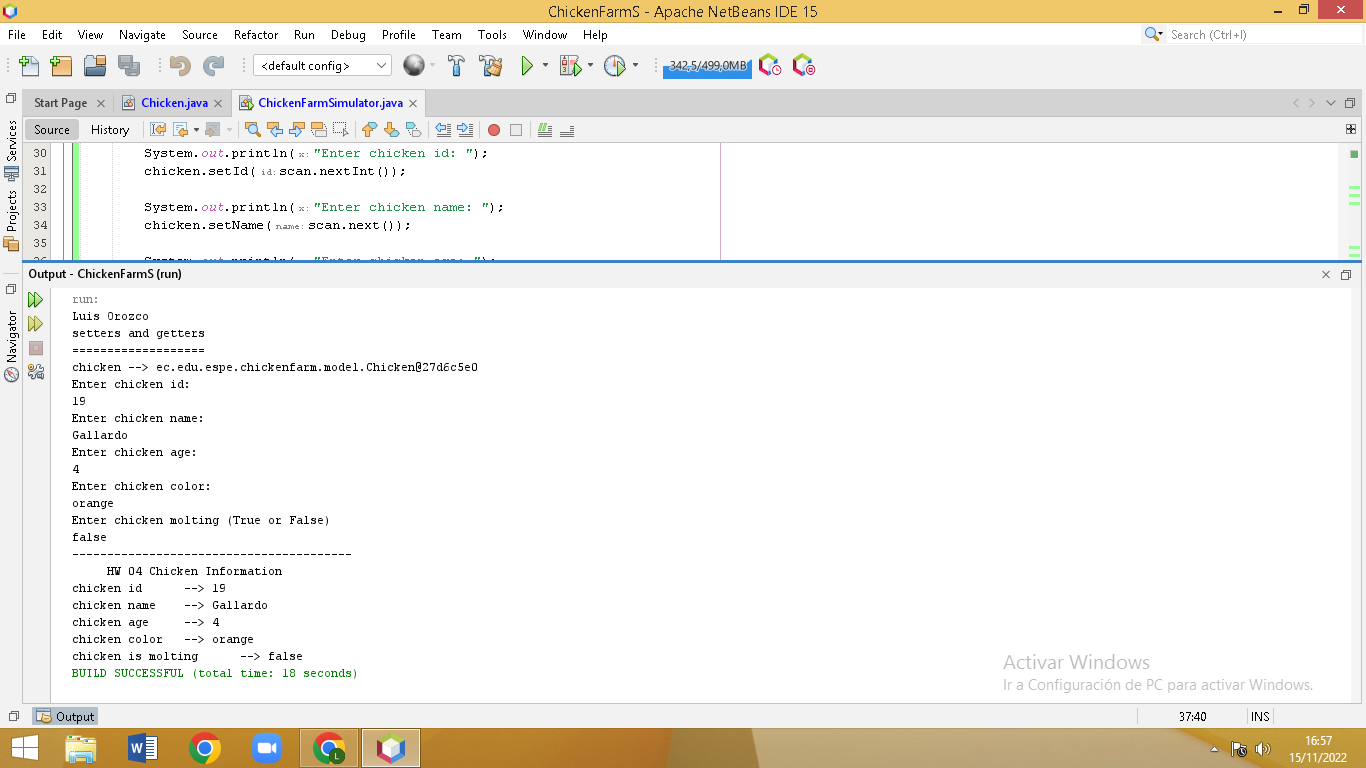 ChickenFarmS - Apache NetBeans IDE 15
File Edit View Navigate Source Refactor Run Debug Profile Team Tools Window Help
Search (Ctrl+I)
<default config>
342,5/499,0MB
Start Page
Chicken.java
ChickenFarmSimulator.java
Source History
Services
Projects
Navigator
30 System.out.println(x:"Enter chicken id: ");
31 chicken.setId(id:scan.nextInt());
32
33 System.out.println(x:"Enter chicken name: ");
34 chicken.setName(name:scan.next());
35
36 System.out.println(x:"Enter chicken age: ");
Output - ChickenFarmS (run)
run:
Luis Orozco
setters and getters
===================
chicken --> ec.edu.espe.chickenfarm.model.Chicken@27d6c5e0
Enter chicken id:
19
Enter chicken name:
Gallardo
Enter chicken age:
4
Enter chicken color:
orange
Enter chicken molting (True or False)
false
----------------------------------------
HW 04 Chicken Information
chicken id --> 19
chicken name --> Gallardo
chicken age --> 4
chicken color --> orange
chicken is molting --> false
BUILD SUCCESSFUL (total time: 18 seconds)
Activar Windows
Ir a Configuración de PC para activar Windows.
Output
37:40 INS
16:57
15/11/2022